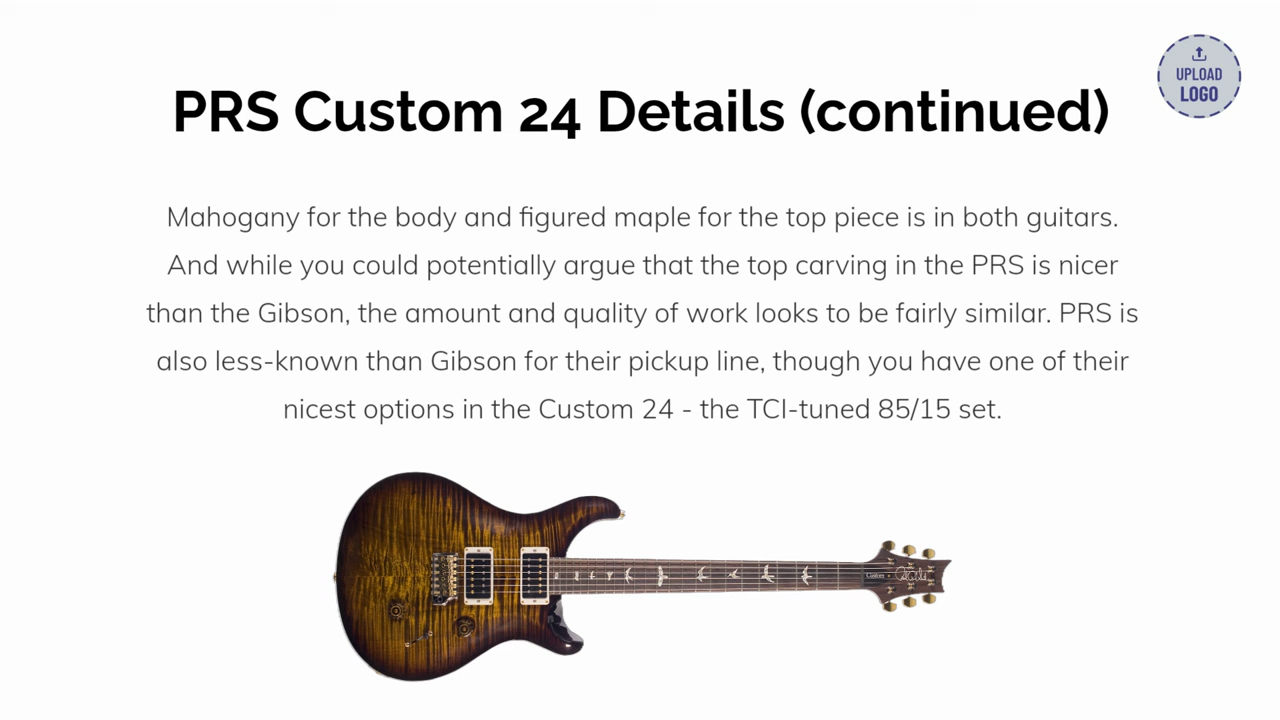 UPLOAD
LOGO
PRS Custom 24 Details (continued)
Mahogany for the body and figured maple for the top piece is in both guitars.
And while you could potentially argue that the top carving in the PRS is nicer
than the Gibson, the amount and quality of work looks to be fairly similar. PRS is
also less-known than Gibson for their pickup line, though you have one of their
nicest options in the Custom 24 - the TCI-tuned 85/15 set.
Custom